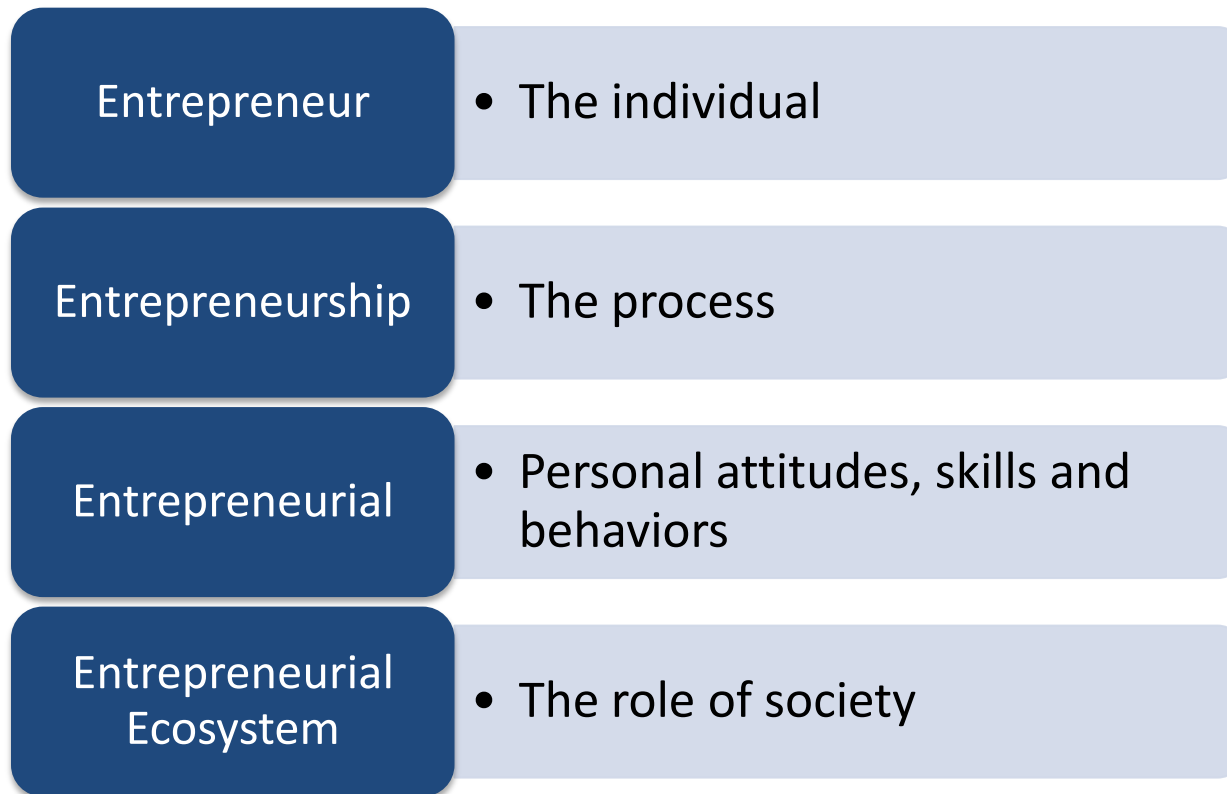 Entrepreneur
• The individual
Entrepreneurship
• The process
Entrepreneurial
• Personal attitudes, skills and
behaviors
Entrepreneurial
Ecosystem
• The role of society